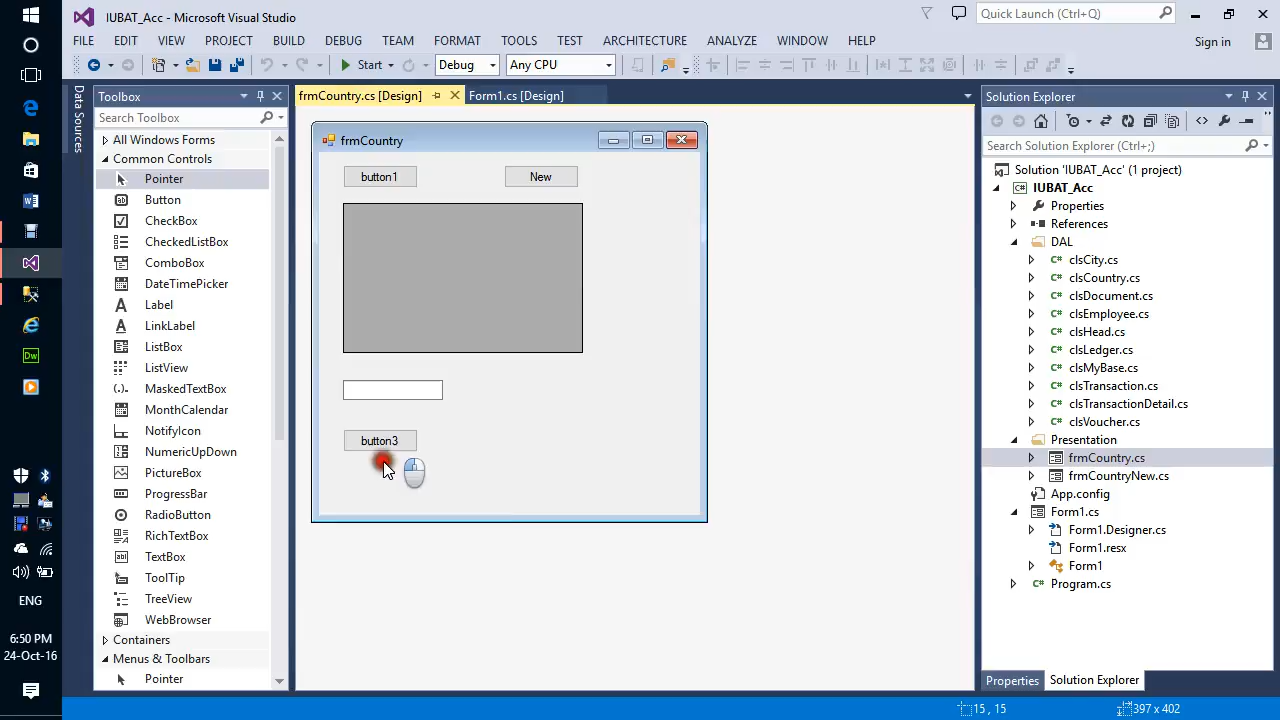 IUBAT_Acc - Microsoft Visual Studio
Quick Launch (Ctrl+Q)
FILE EDIT VIEW PROJECT BUILD DEBUG TEAM FORMAT TOOLS TEST ARCHITECTURE ANALYZE WINDOW HELP
Sign in
Start Debug Any CPU
Data Sources
Toolbox
Search Toolbox
All Windows Forms
Common Controls
Pointer
Button
CheckBox
CheckedListBox
ComboBox
DateTimePicker
Label
LinkLabel
ListBox
ListView
MaskedTextBox
MonthCalendar
NotifyIcon
NumericUpDown
PictureBox
ProgressBar
RadioButton
RichTextBox
TextBox
ToolTip
TreeView
WebBrowser
Containers
Menus & Toolbars
Pointer
frmCountry.cs [Design] Form1.cs [Design]
frmCountry
button1 New
button3
Solution Explorer
Search Solution Explorer (Ctrl+;)
Solution 'IUBAT_Acc' (1 project)
IUBAT_Acc
Properties
References
DAL
clsCity.cs
clsCountry.cs
clsDocument.cs
clsEmployee.cs
clsHead.cs
clsLedger.cs
clsMyBase.cs
clsTransaction.cs
clsTransactionDetail.cs
clsVoucher.cs
Presentation
frmCountry.cs
frmCountryNew.cs
App.config
Form1.cs
Form1.Designer.cs
Form1.resx
Form1
Program.cs
Properties Solution Explorer
15 , 15 397 x 402
ENG
6:50 PM
24-Oct-16